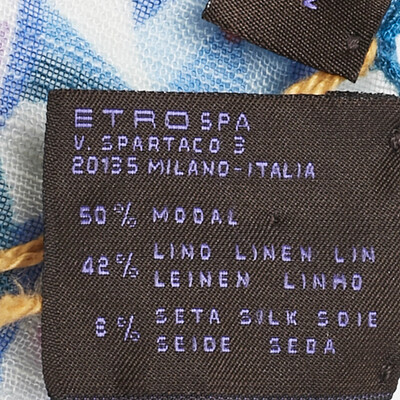 ETRO SPA
V. SPARTACO 3
20135 MILANO-ITALIA
50% MODAL
42% LINO LINEN LIN
LEINEN LINHO
8% SETA SILK SOIE
SEIDE SEDA